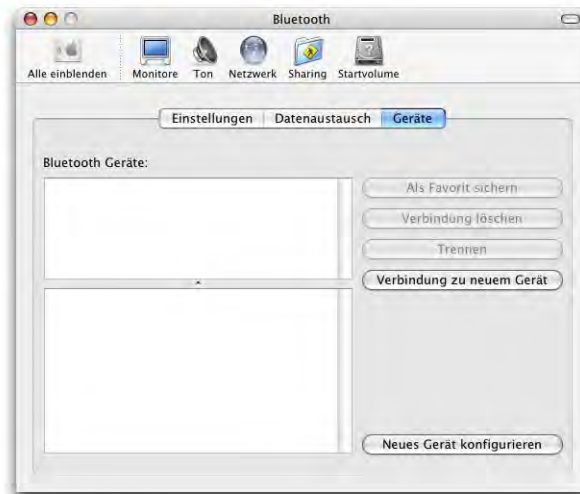 Bluetooth
Alle einblenden Monitore Ton Netzwerk Sharing Startvolume
Einstellungen Datenaustausch Geräte
Bluetooth Geräte:
Als Favorit sichern
Verbindung löschen
Trennen
Verbindung zu neuem Gerät
Neues Gerät konfigurieren